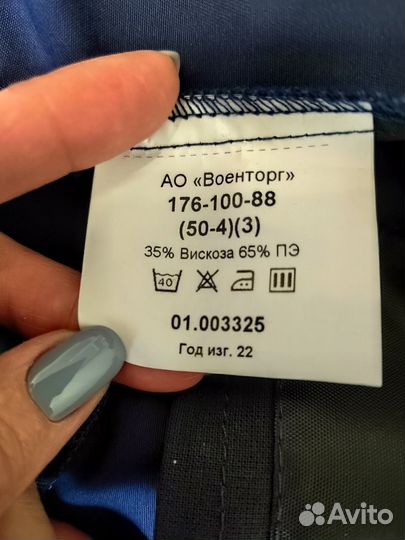 АО «Военторг»
176-100-88
(50-4)(3)
35% Вискоза 65% ПЭ
40
01.003325
Год изг. 22
Avito